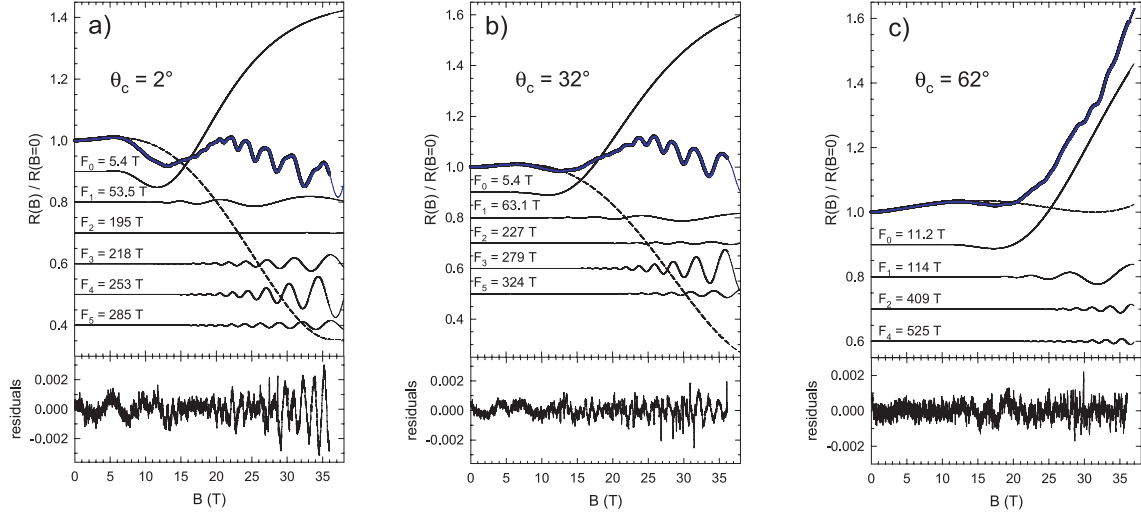 a)
θc = 2°
R(B) / R(B=0)
1.4
1.2
1.0
0.8
0.6
0.4
F0 = 5.4 T
F1 = 53.5 T
F2 = 195 T
F3 = 218 T
F4 = 253 T
F5 = 285 T
residuals
0.002
0.000
-0.002
0 5 10 15 20 25 30 35
B (T)
b)
θc = 32°
R(B) / R(B=0)
1.6
1.4
1.2
1.0
0.8
0.6
0.4
F0 = 5.4 T
F1 = 63.1 T
F2 = 227 T
F3 = 279 T
F5 = 324 T
residuals
0.002
0.000
-0.002
0 5 10 15 20 25 30 35
B (T)
c)
θc = 62°
R(B) / R(B=0)
1.6
1.4
1.2
1.0
0.8
0.6
F0 = 11.2 T
F1 = 114 T
F2 = 409 T
F4 = 525 T
residuals
0.002
0.000
-0.002
0 5 10 15 20 25 30 35
B (T)